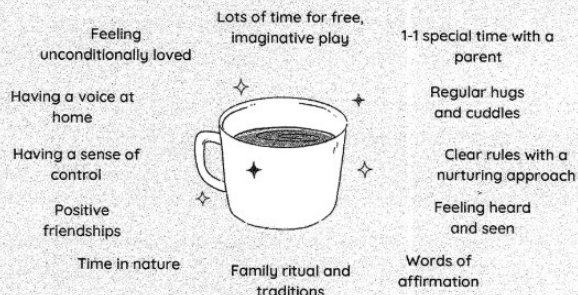 Lots of time for free,
imaginative play
Feeling
unconditionally loved
1-1 special time with a
parent
Having a voice at
home
Regular hugs
and cuddles
Having a sense of
control
Clear rules with a
nurturing approach
Positive
friendships
Feeling heard
and seen
Time in nature
Family ritual and
traditions
Words of
affirmation